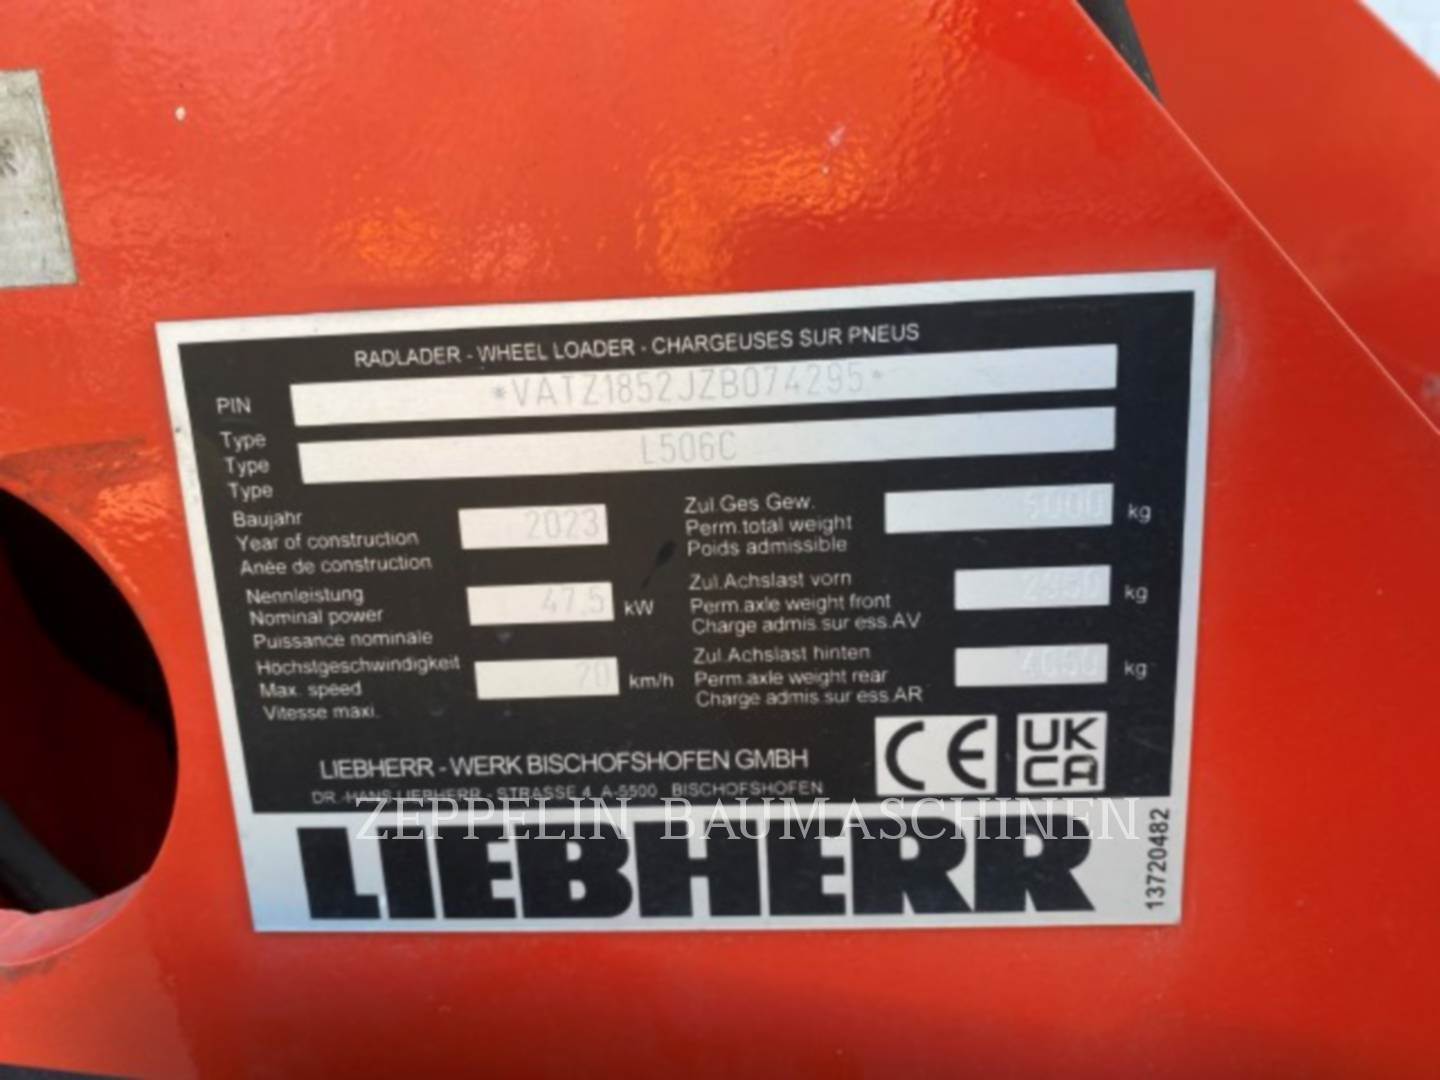 RADLADER - WHEEL LOADER - CHARGEUSES SUR PNEUS
PIN *VATZ1852JZB074295*
Type
Type L506C
Type
Baujahr
Year of construction 2023
Anée de construction
Nennleistung
Nominal power 47.5 kW
Puissance nominale
Höchstgeschwindigkeit
Max. speed 20 km/h
Vitesse maxi.
Zul.Ges.Gew.
Perm.total weight kg
Poids admissible
Zul.Achslast vorn
Perm.axle weight front kg
Charge admis.sur ess.AV
Zul.Achslast hinten
Perm.axle weight rear kg
Charge admis.sur ess.AR
LIEBHERR - WERK BISCHOFSHOFEN GMBH
DR.-HANS LIEBHERR - STRASSE 4, A-5500 BISCHOFSHOFEN
CE
UK
CA
ZEPPELIN BAUMASCHINEN
LIEBHERR
13720482